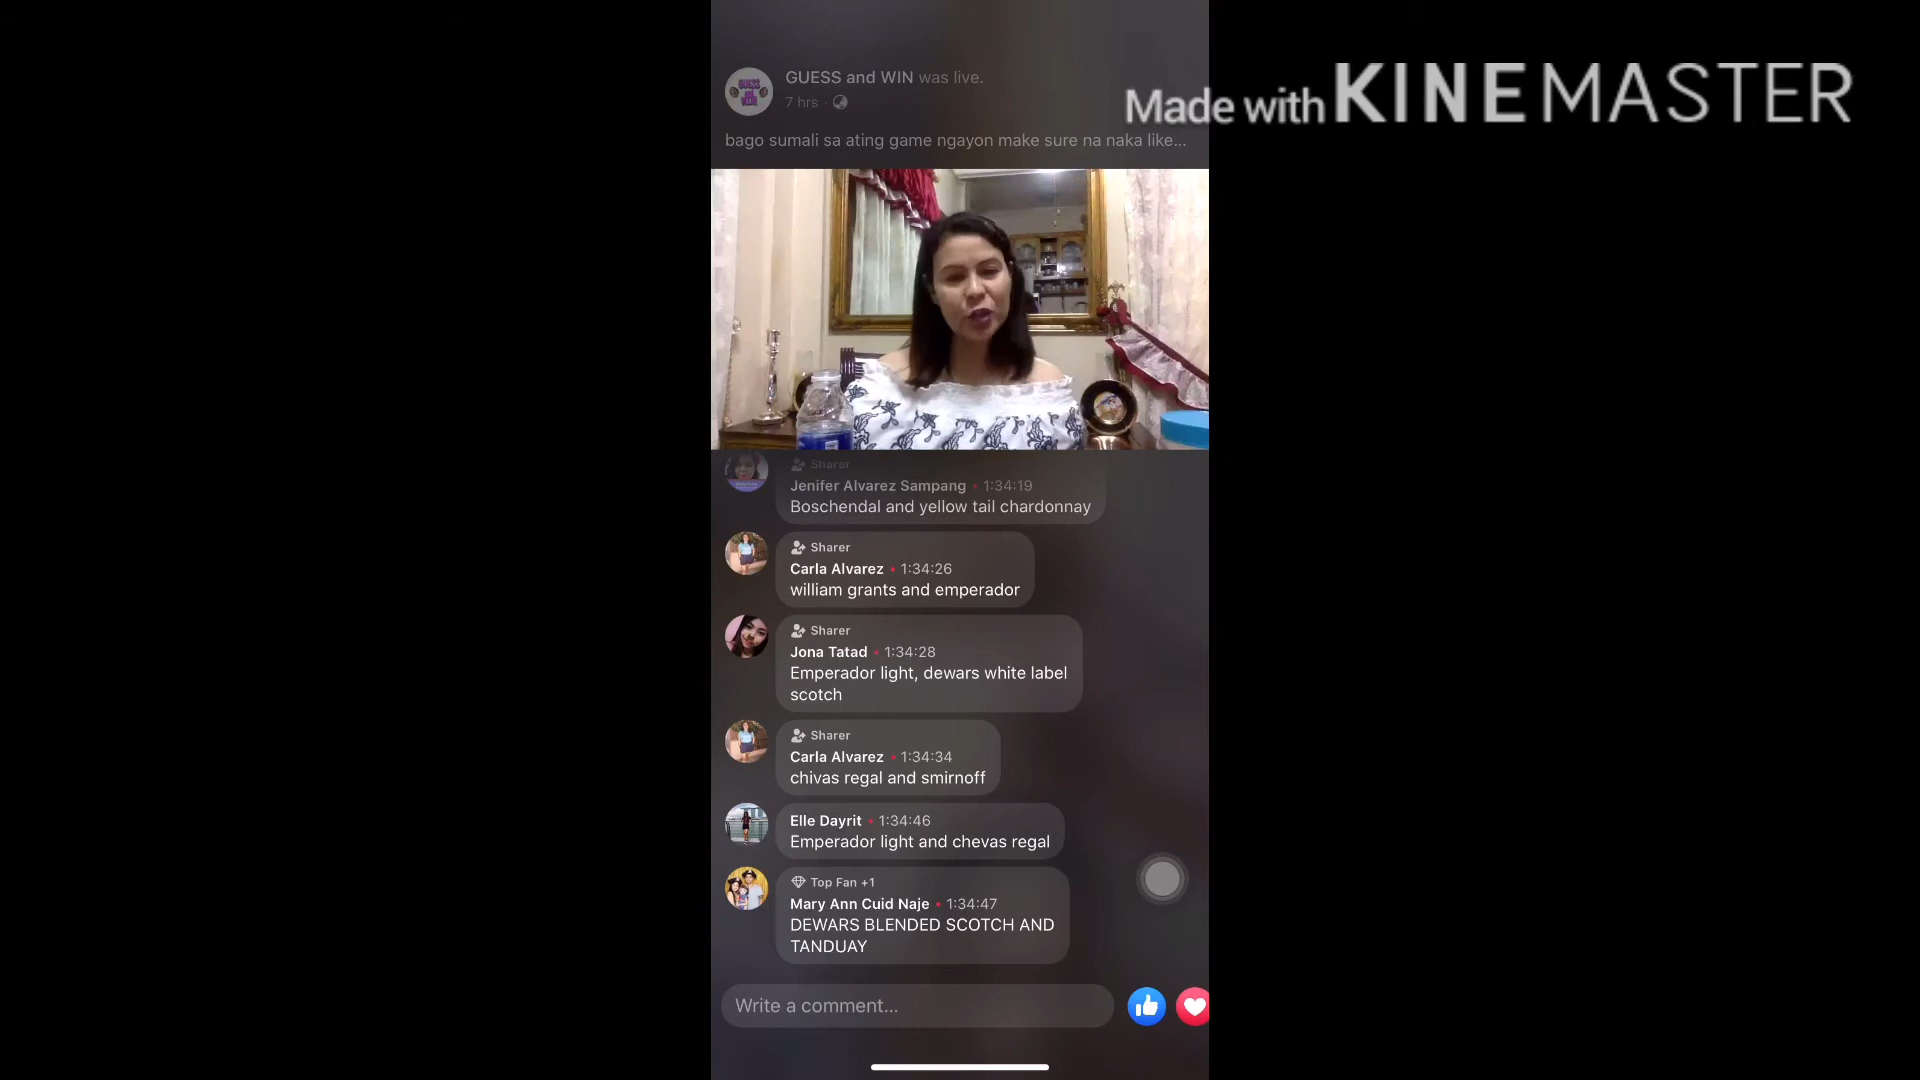 GUESS and WIN was live.
7 hrs ·
Made with KINEMASTER
bago sumali sa ating game ngayon make sure na naka like...
Sharer
Jenifer Alvarez Sampang • 1:34:19
Boschendal and yellow tail chardonnay
Sharer
Carla Alvarez • 1:34:26
william grants and emperador
Sharer
Jona Tatad • 1:34:28
Emperador light, dewars white label
scotch
Sharer
Carla Alvarez • 1:34:34
chivas regal and smirnoff
Elle Dayrit • 1:34:46
Emperador light and chevas regal
Top Fan +1
Mary Ann Cuid Naje • 1:34:47
DEWARS BLENDED SCOTCH AND
TANDUAY
Write a comment...